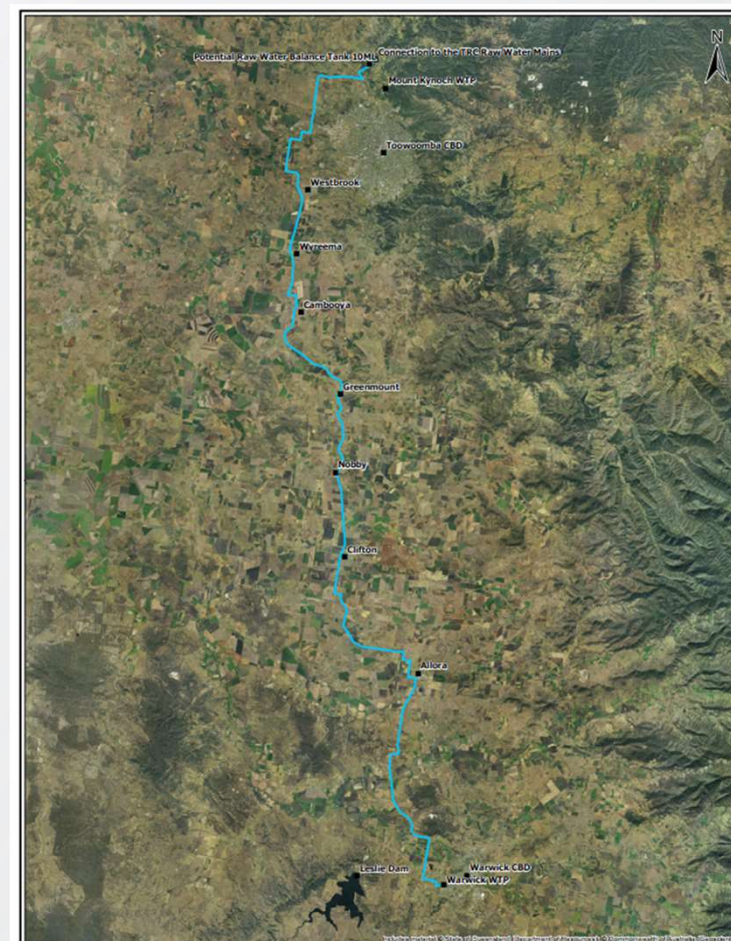 N
Potential Raw Water Balance Tank 10ML
Connection to the TRC Raw Water Mains
Mount Kynoch WTP
Toowoomba CBD
Westbrook
Wyreema
Cambooya
Greenmount
Nobby
Clifton
Allora
Leslie Dam
Warwick CBD
Warwick WTP